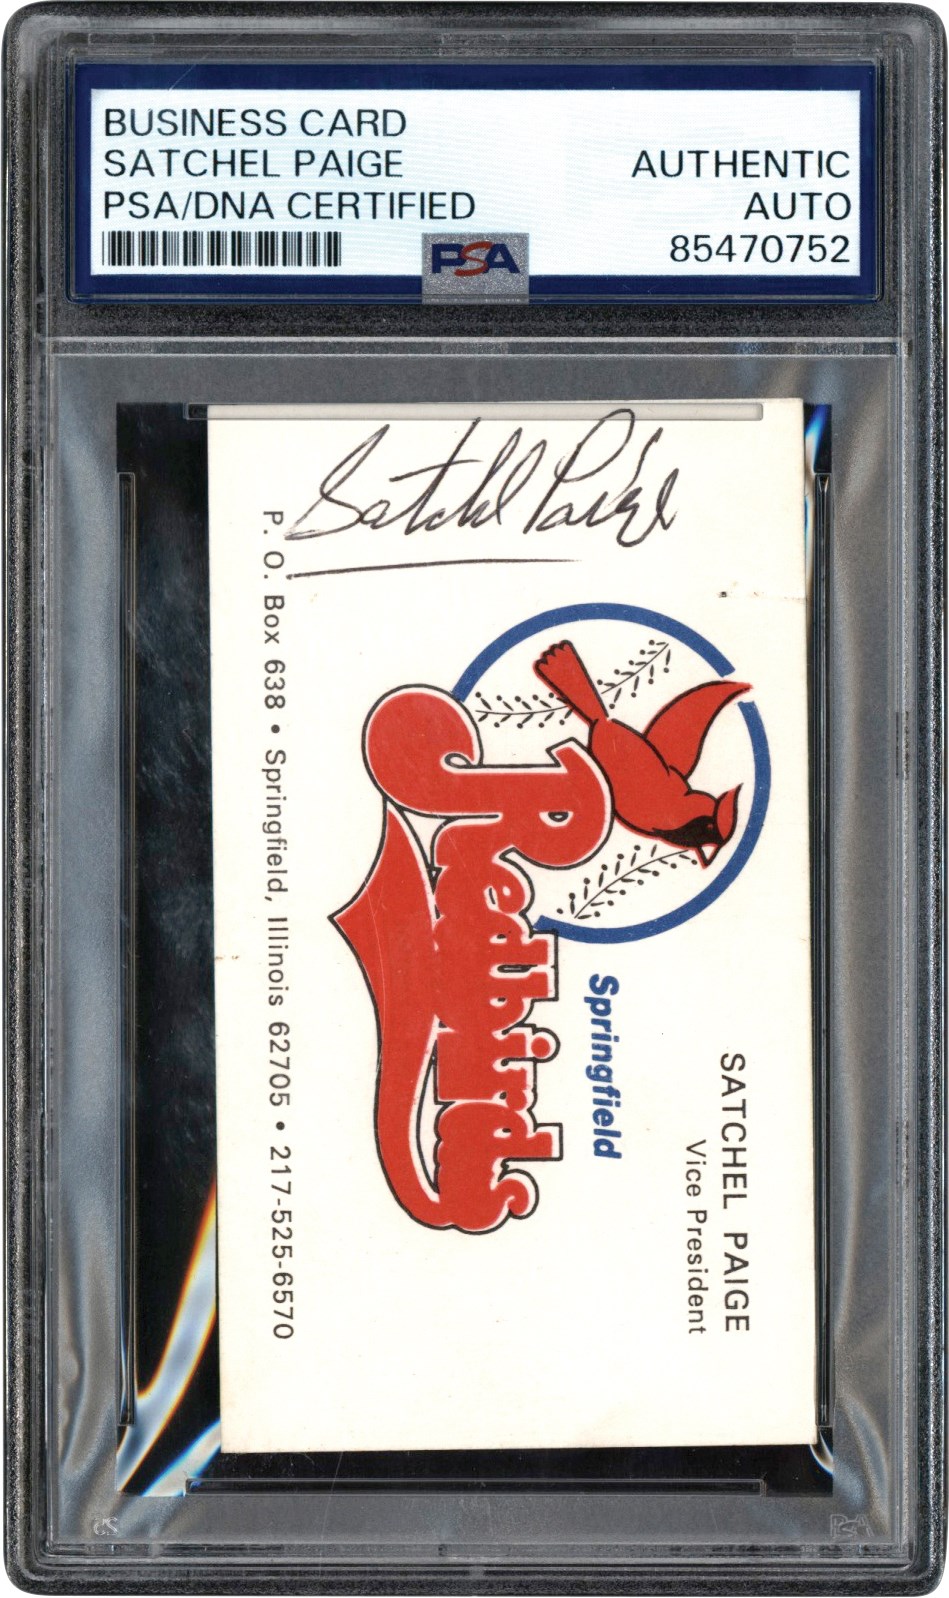 BUSINESS CARD
SATCHEL PAIGE
PSA/DNA CERTIFIED
AUTHENTIC
AUTO
85470752
PSA
Satchel Paige
SATCHEL PAIGE
Vice President
Springfield
Redbirds
P. O. Box 638 • Springfield, Illinois 62705 • 217-525-6570
PSA